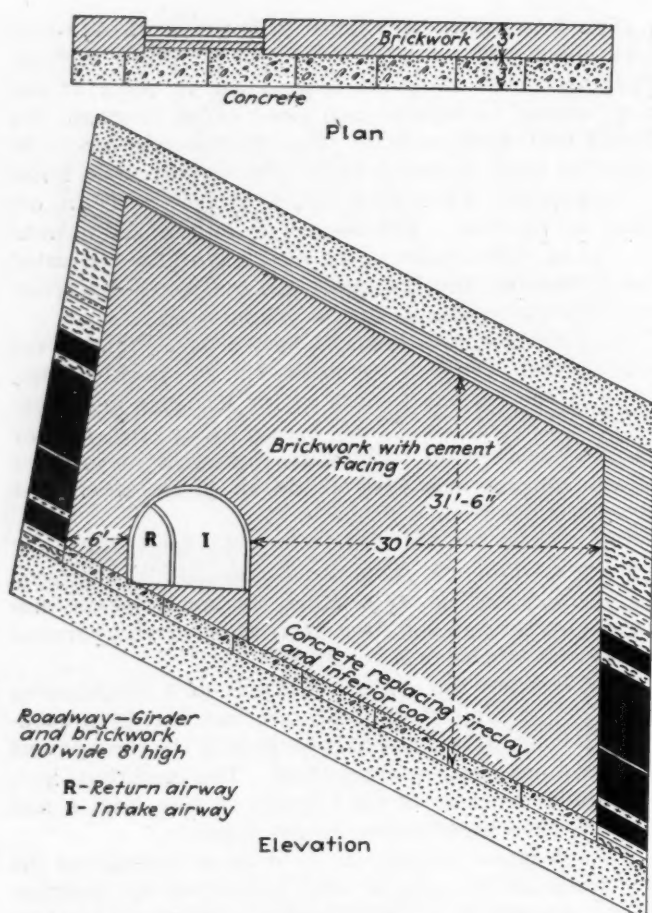 Brickwork 3'
Concrete
Plan
Brickwork with cement
facing
31'-6"
6'
R
I
30'
Concrete replacing fireclay
and inferior coal
Roadway—Girder
and brickwork
10' wide 8' high
R-Return airway
I-Intake airway
Elevation